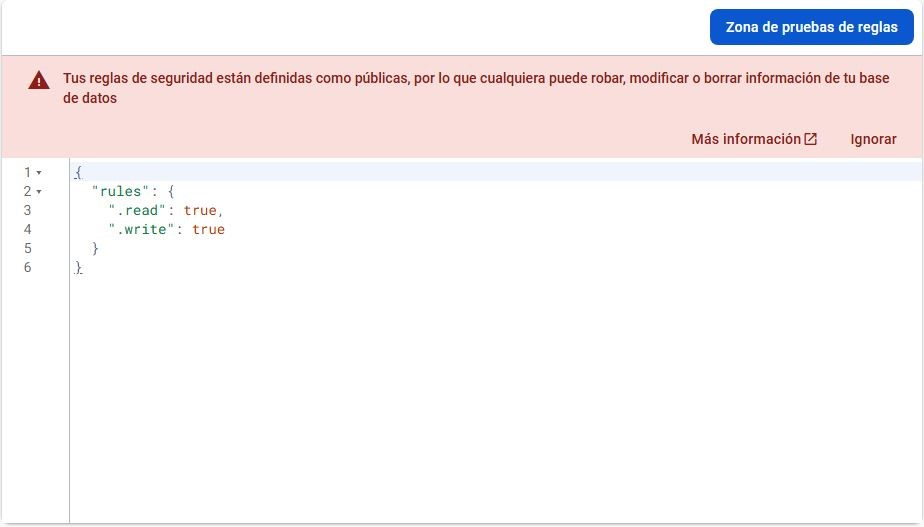 Zona de pruebas de reglas
Tus reglas de seguridad están definidas como públicas, por lo que cualquiera puede robar, modificar o borrar información de tu base
de datos
Más información
Ignorar
1 {
2 "rules": {
3 ".read": true,
4 ".write": true
5 }
6 }